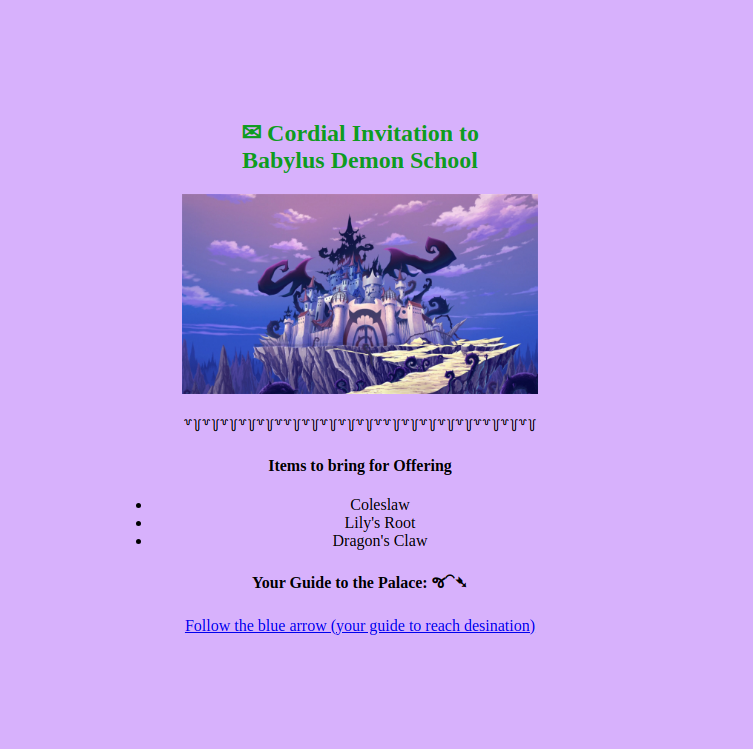 ✉ Cordial Invitation to
Babylus Demon School
Items to bring for Offering
Coleslaw
Lily's Root
Dragon's Claw
Your Guide to the Palace: જ⁀➴
Follow the blue arrow (your guide to reach desination)